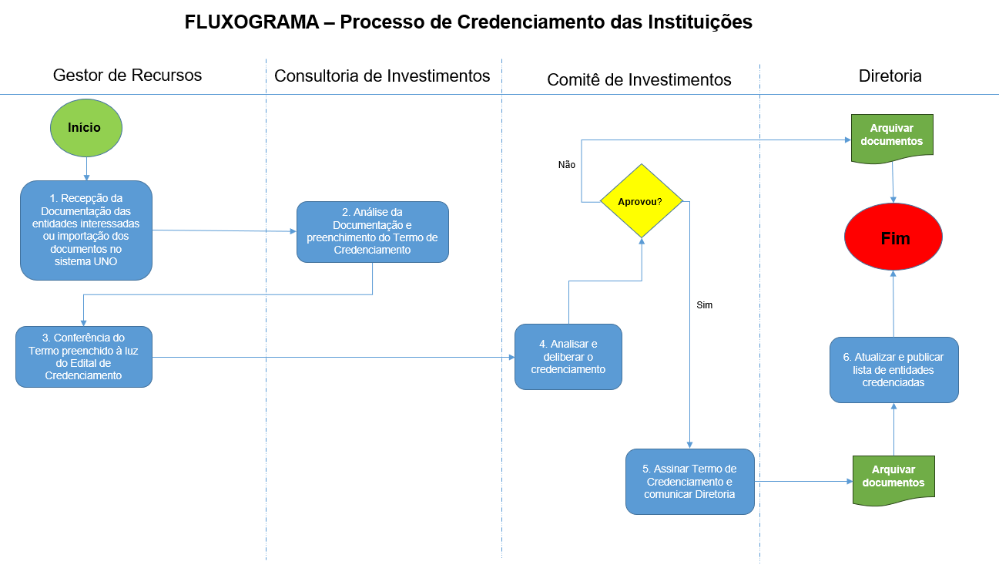 FLUXOGRAMA – Processo de Credenciamento das Instituições
Gestor de Recursos
Consultoria de Investimentos
Comitê de Investimentos
Diretoria
Início
1. Recepção da
Documentação das
entidades interessadas
ou importação dos
documentos no
sistema UNO
2. Análise da
Documentação e
preenchimento do Termo de
Credenciamento
3. Conferência do
Termo preenchido à luz
do Edital de
Credenciamento
4. Analisar e
deliberar o
credenciamento
Aprovou?
Não
Sim
Arquivar
documentos
Fim
5. Assinar Termo de
Credenciamento e
comunicar Diretoria
Arquivar
documentos
6. Atualizar e publicar
lista de entidades
credenciadas